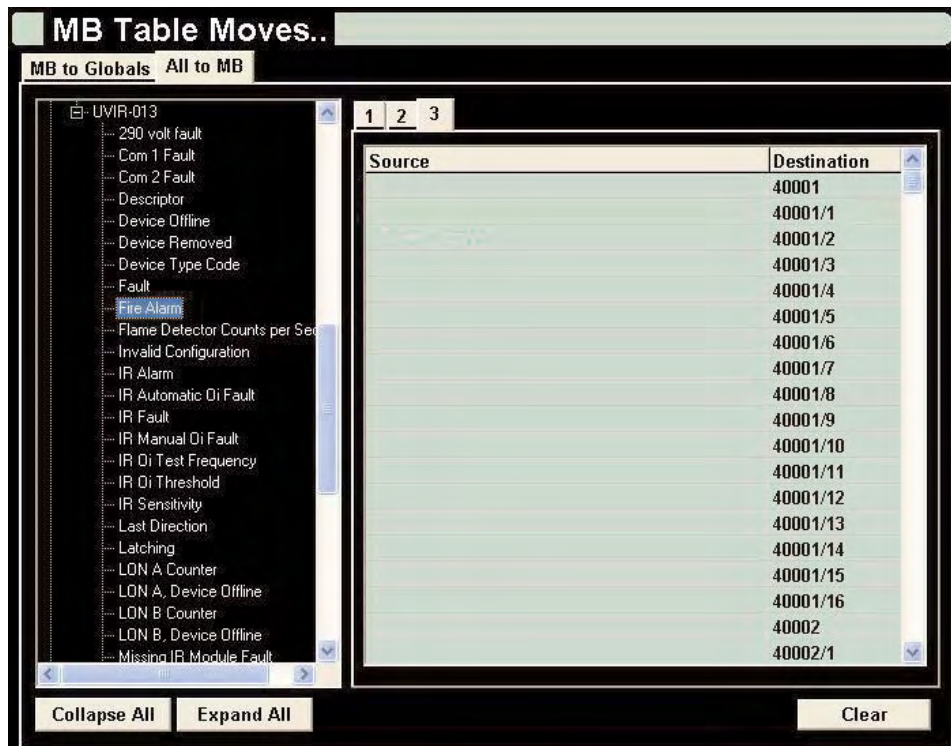 MB Table Moves..
MB to Globals
All to MB
UVIR-013
290 volt fault
Com 1 Fault
Com 2 Fault
Descriptor
Device Offline
Device Removed
Device Type Code
Fault
Fire Alarm
Flame Detector Counts per Sec
Invalid Configuration
IR Alarm
IR Automatic Oi Fault
IR Fault
IR Manual Oi Fault
IR Oi Test Frequency
IR Oi Threshold
IR Sensitivity
Last Direction
Latching
LON A Counter
LON A, Device Offline
LON B Counter
LON B, Device Offline
Missing IR Module Fault
Collapse All
Expand All
1 2 3
Source Destination
40001
40001/1
40001/2
40001/3
40001/4
40001/5
40001/6
40001/7
40001/8
40001/9
40001/10
40001/11
40001/12
40001/13
40001/14
40001/15
40001/16
40002
40002/1
Clear